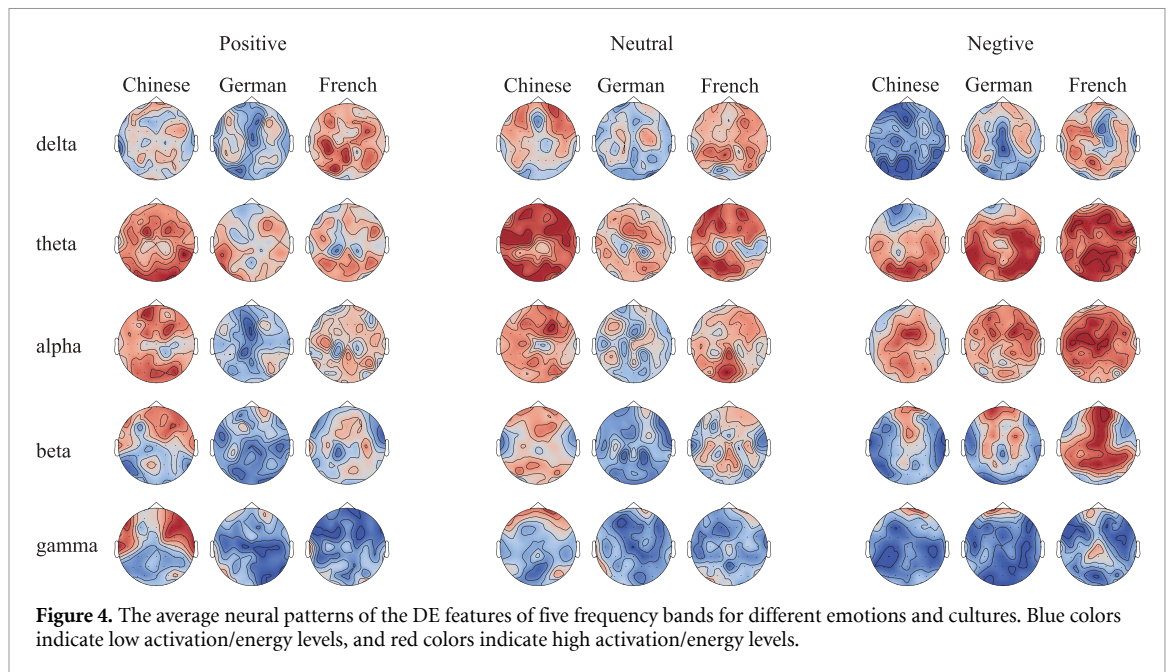 Positive Neutral Negtive
Chinese German French Chinese German French Chinese German French
delta
theta
alpha
beta
gamma
Figure 4. The average neural patterns of the DE features of five frequency bands for different emotions and cultures. Blue colors
indicate low activation/energy levels, and red colors indicate high activation/energy levels.